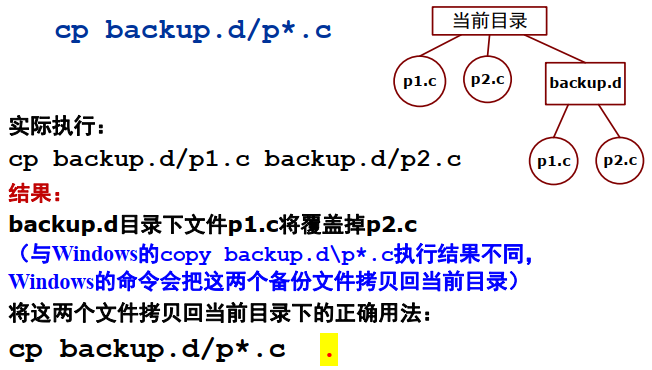 cp backup.d/p*.c
当前目录
p1.c
p2.c
backup.d
p1.c
p2.c
实际执行：
cp backup.d/p1.c backup.d/p2.c
结果：
backup.d目录下文件p1.c将覆盖掉p2.c
（与Windows的copy backup.d\p*.c执行结果不同，
Windows的命令会把这两个备份文件拷贝回当前目录）
将这两个文件拷贝回当前目录下的正确用法：
cp backup.d/p*.c .